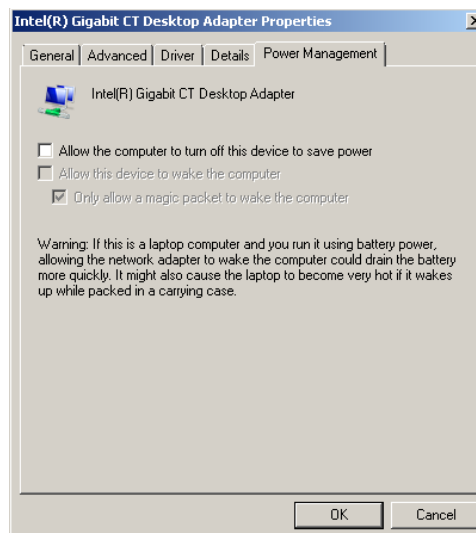 Intel(R) Gigabit CT Desktop Adapter Properties
General Advanced Driver Details Power Management
Intel(R) Gigabit CT Desktop Adapter
Allow the computer to turn off this device to save power
Allow this device to wake the computer
Only allow a magic packet to wake the computer
Warning: If this is a laptop computer and you run it using battery power,
allowing the network adapter to wake the computer could drain the battery
more quickly. It might also cause the laptop to become very hot if it wakes
up while packed in a carrying case.
OK Cancel